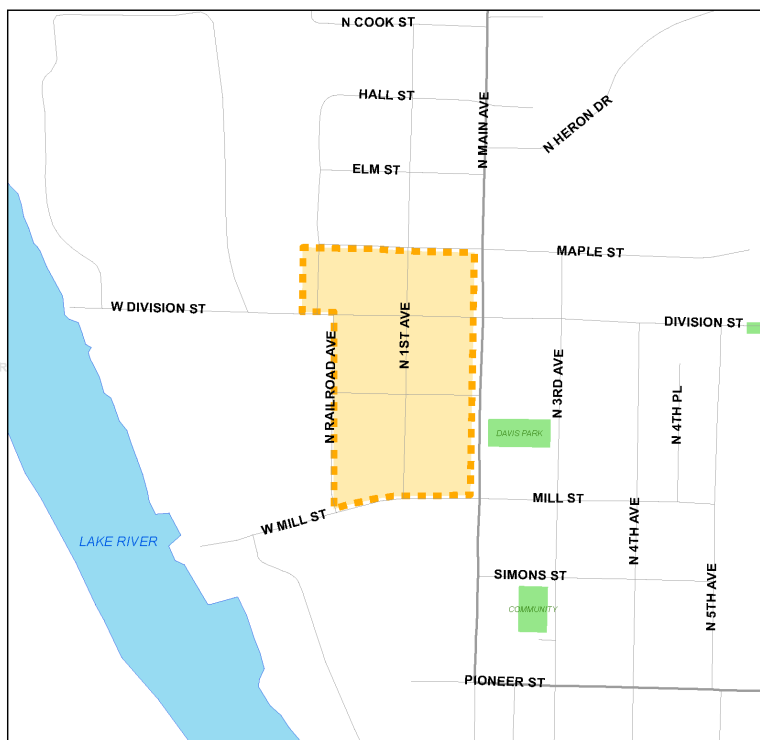 N COOK ST
HALL ST
N MAIN AVE
N HERON DR
ELM ST
MAPLE ST
W DIVISION ST
DIVISION ST
N 1ST AVE
N RAILROAD AVE
R
N 3RD AVE
N 4TH PL
DAVIS PARK
MILL ST
W MILL ST
LAKE RIVER
N 4TH AVE
SIMONS ST
N 5TH AVE
COMMUNITY
PIONEER ST